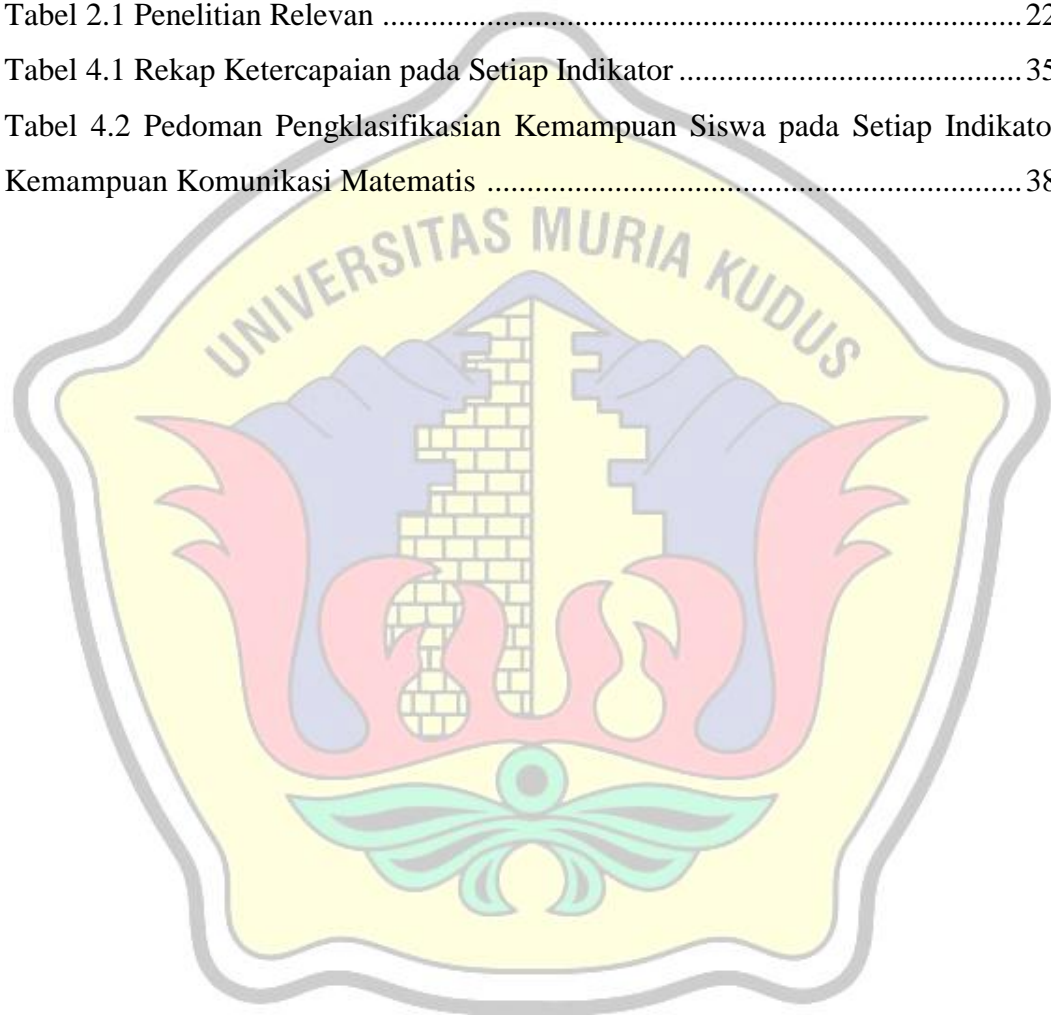 Tabel 2.1 Penelitian Relevan ................................................................... 22
Tabel 4.1 Rekap Ketercapaian pada Setiap Indikator .................................... 35
Tabel 4.2 Pedoman Pengklasifikasian Kemampuan Siswa pada Setiap Indikato
Kemampuan Komunikasi Matematis ........................................................ 38
UNIVERSITAS MURIA KUDUS